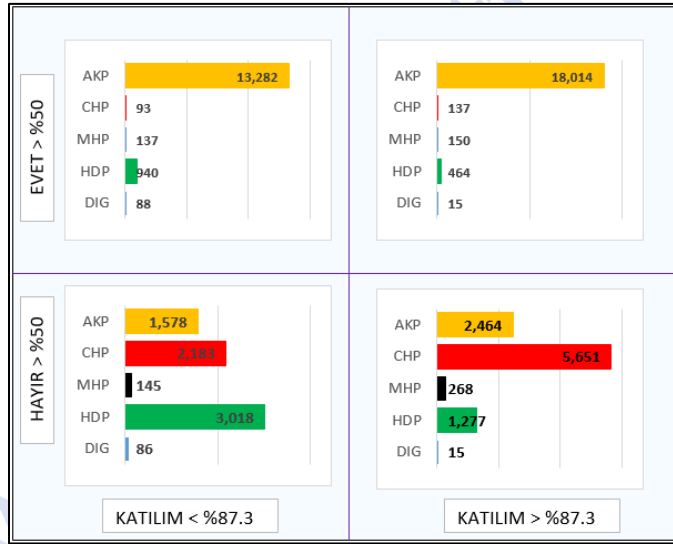 EVET > %50
AKP 13,282
CHP 93
MHP 137
HDP 940
DIG 88
AKP 18,014
CHP 137
MHP 150
HDP 464
DIG 15
HAYIR > %50
AKP 1,578
CHP 2,183
MHP 145
HDP 3,018
DIG 86
AKP 2,464
CHP 5,651
MHP 268
HDP 1,277
DIG 15
KATILIM < %87.3
KATILIM > %87.3